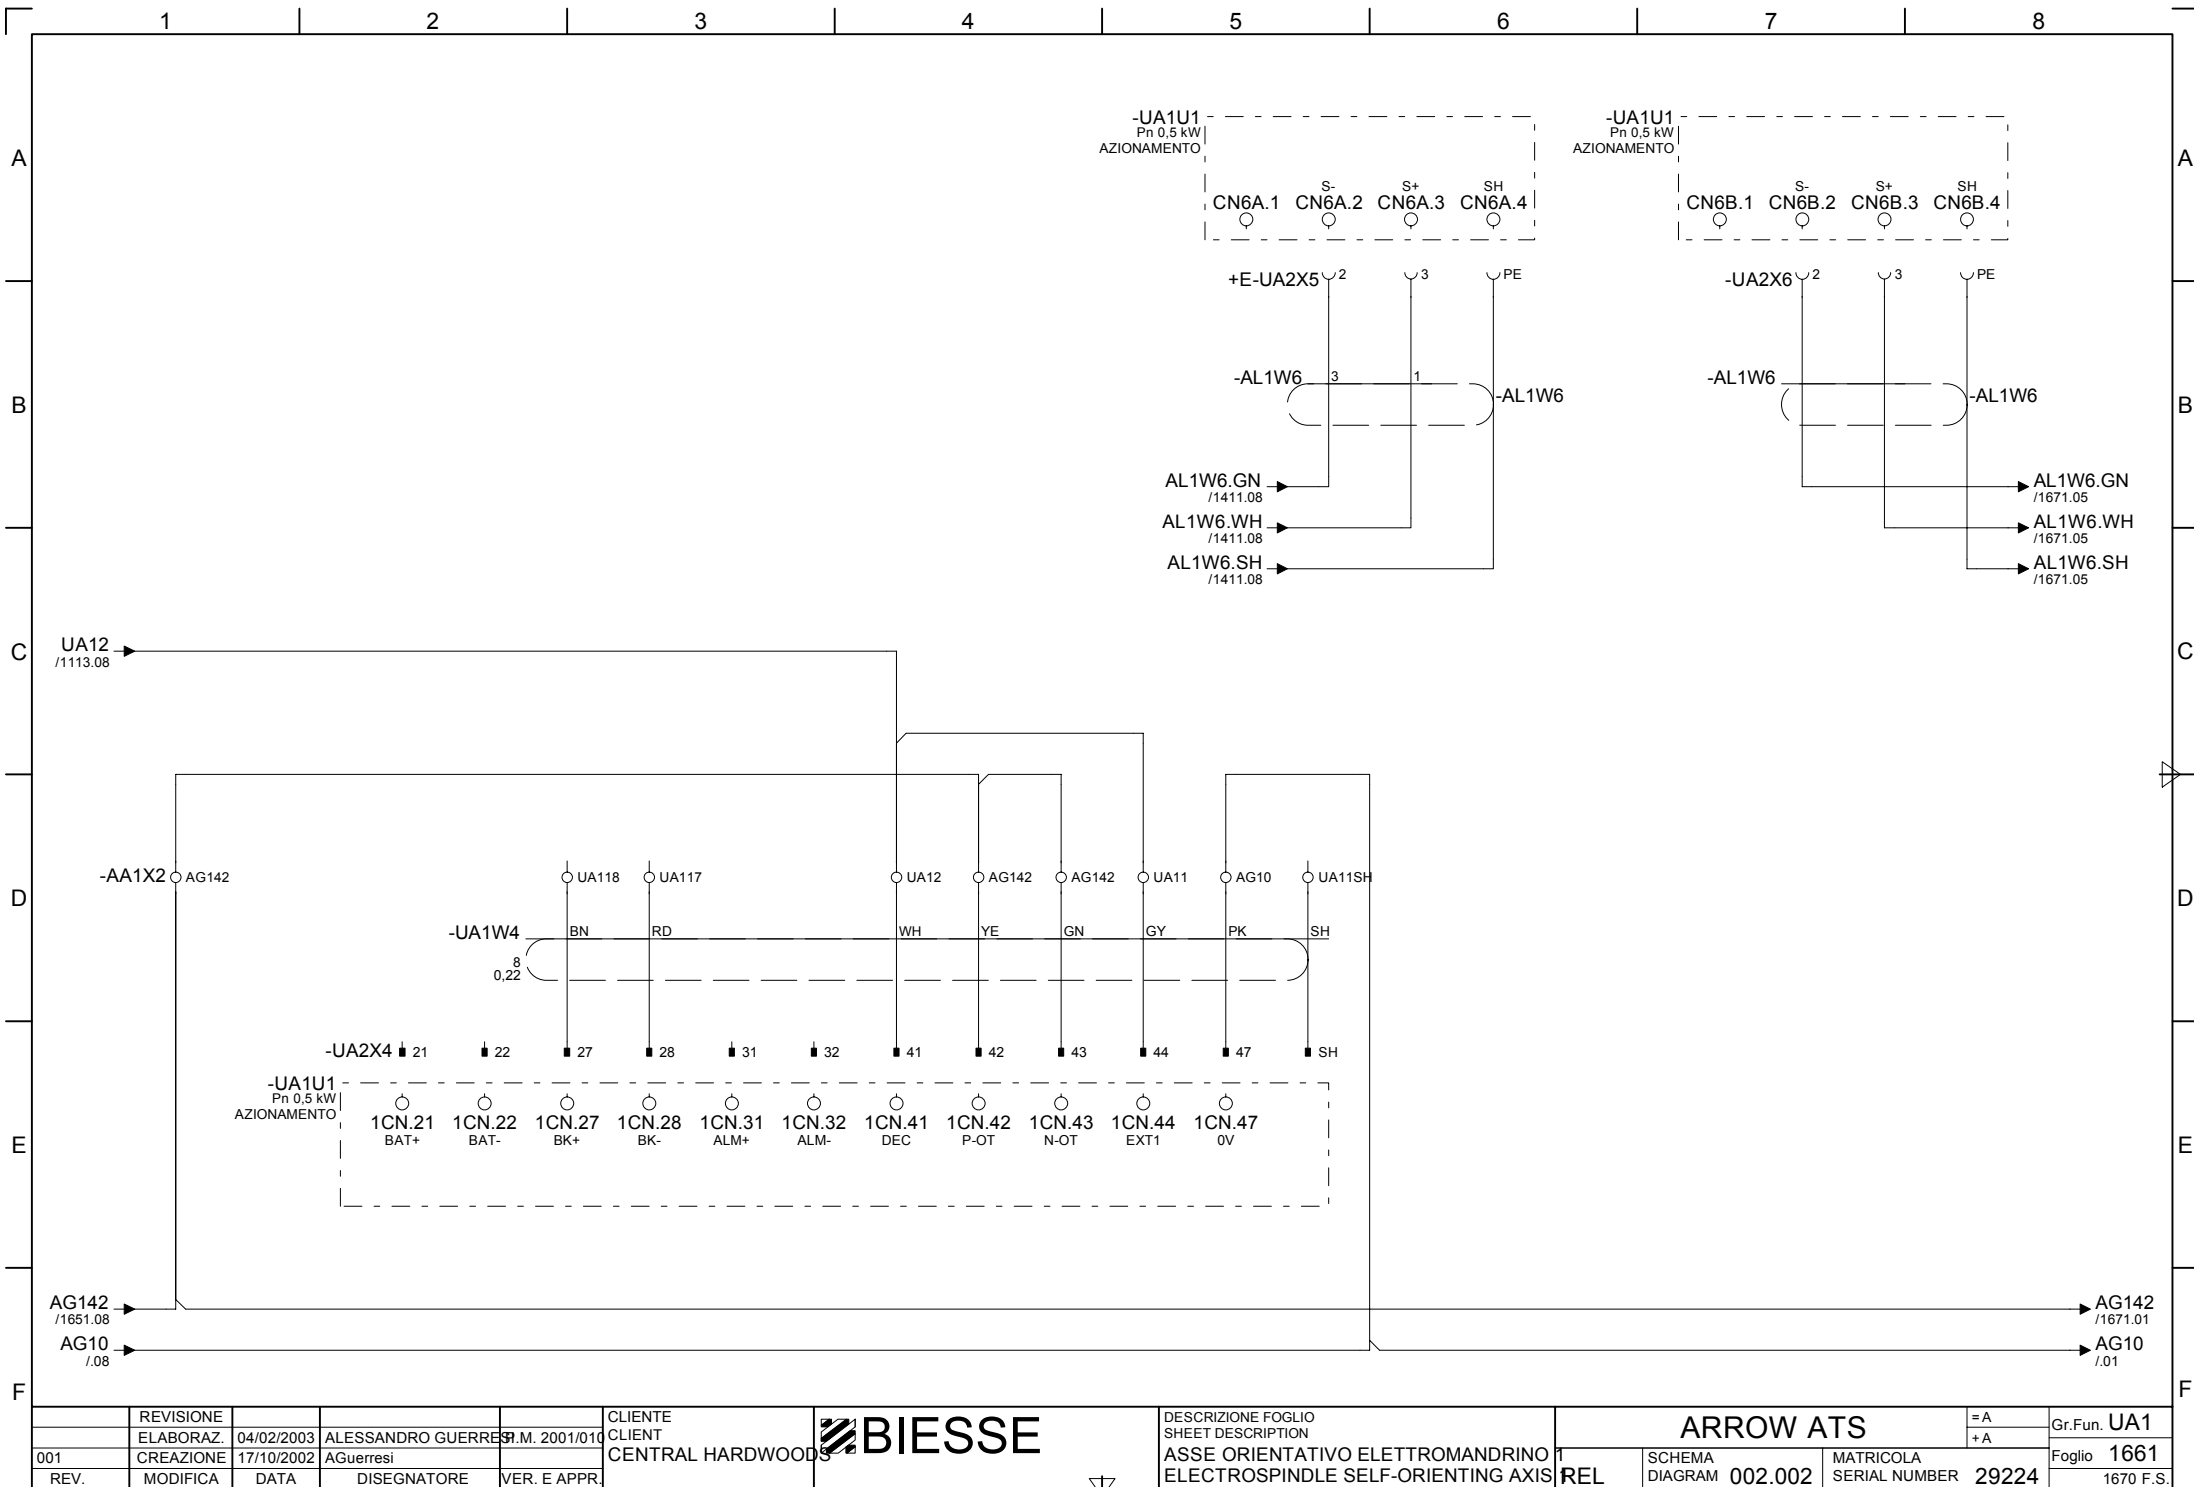 1 2 3 4 5 6 7 8
-UA1U1 -UA1U1
Pn 0,5 kW Pn 0,5 kW
AZIONAMENTO AZIONAMENTO
A A
S- S+ SH S- S+ SH
CN6A.1 CN6A.2 CN6A.3 CN6A.4 CN6B.1 CN6B.2 CN6B.3 CN6B.4
+E-UA2X5 2 3 PE -UA2X6 2 3 PE
-AL1W6 3 1 -AL1W6
-AL1W6 -AL1W6
B B
AL1W6.GN AL1W6.GN
/1411.08 /1671.05
AL1W6.WH AL1W6.WH
/1411.08 /1671.05
AL1W6.SH AL1W6.SH
/1411.08 /1671.05
UA12
/1113.08
C C
-AA1X2 AG142 UA118 UA117 UA12 AG142 AG142 UA11 AG10 UA11SH
D D
-UA1W4 BN RD WH YE GN GY PK SH
8
0,22
-UA2X4 21 22 27 28 31 32 41 42 43 44 47 SH
-UA1U1
Pn 0,5 kW
AZIONAMENTO
1CN.21 1CN.22 1CN.27 1CN.28 1CN.31 1CN.32 1CN.41 1CN.42 1CN.43 1CN.44 1CN.47
BAT+ BAT- BK+ BK- ALM+ ALM- DEC P-OT N-OT EXT1 0V
E E
AG142 AG142
/1651.08 /1671.01
AG10 AG10
/.08 /.01
F F
REVISIONE
ELABORAZ. 04/02/2003 ALESSANDRO GUERRESI P.M. 2001/010
001 CREAZIONE 17/10/2002 AGuerresi
REV. MODIFICA DATA DISEGNATORE VER. E APPR.
CLIENTE
CLIENT
CENTRAL HARDWOODS
BIESSE
DESCRIZIONE FOGLIO
SHEET DESCRIPTION
ASSE ORIENTATIVO ELETTROMANDRINO 1
ELECTROSPINDLE SELF-ORIENTING AXIS 1
ARROW ATS
=A
+A
REL
SCHEMA
DIAGRAM 002.002
MATRICOLA
SERIAL NUMBER 29224
Gr.Fun. UA1
Foglio 1661
1670 F.S.